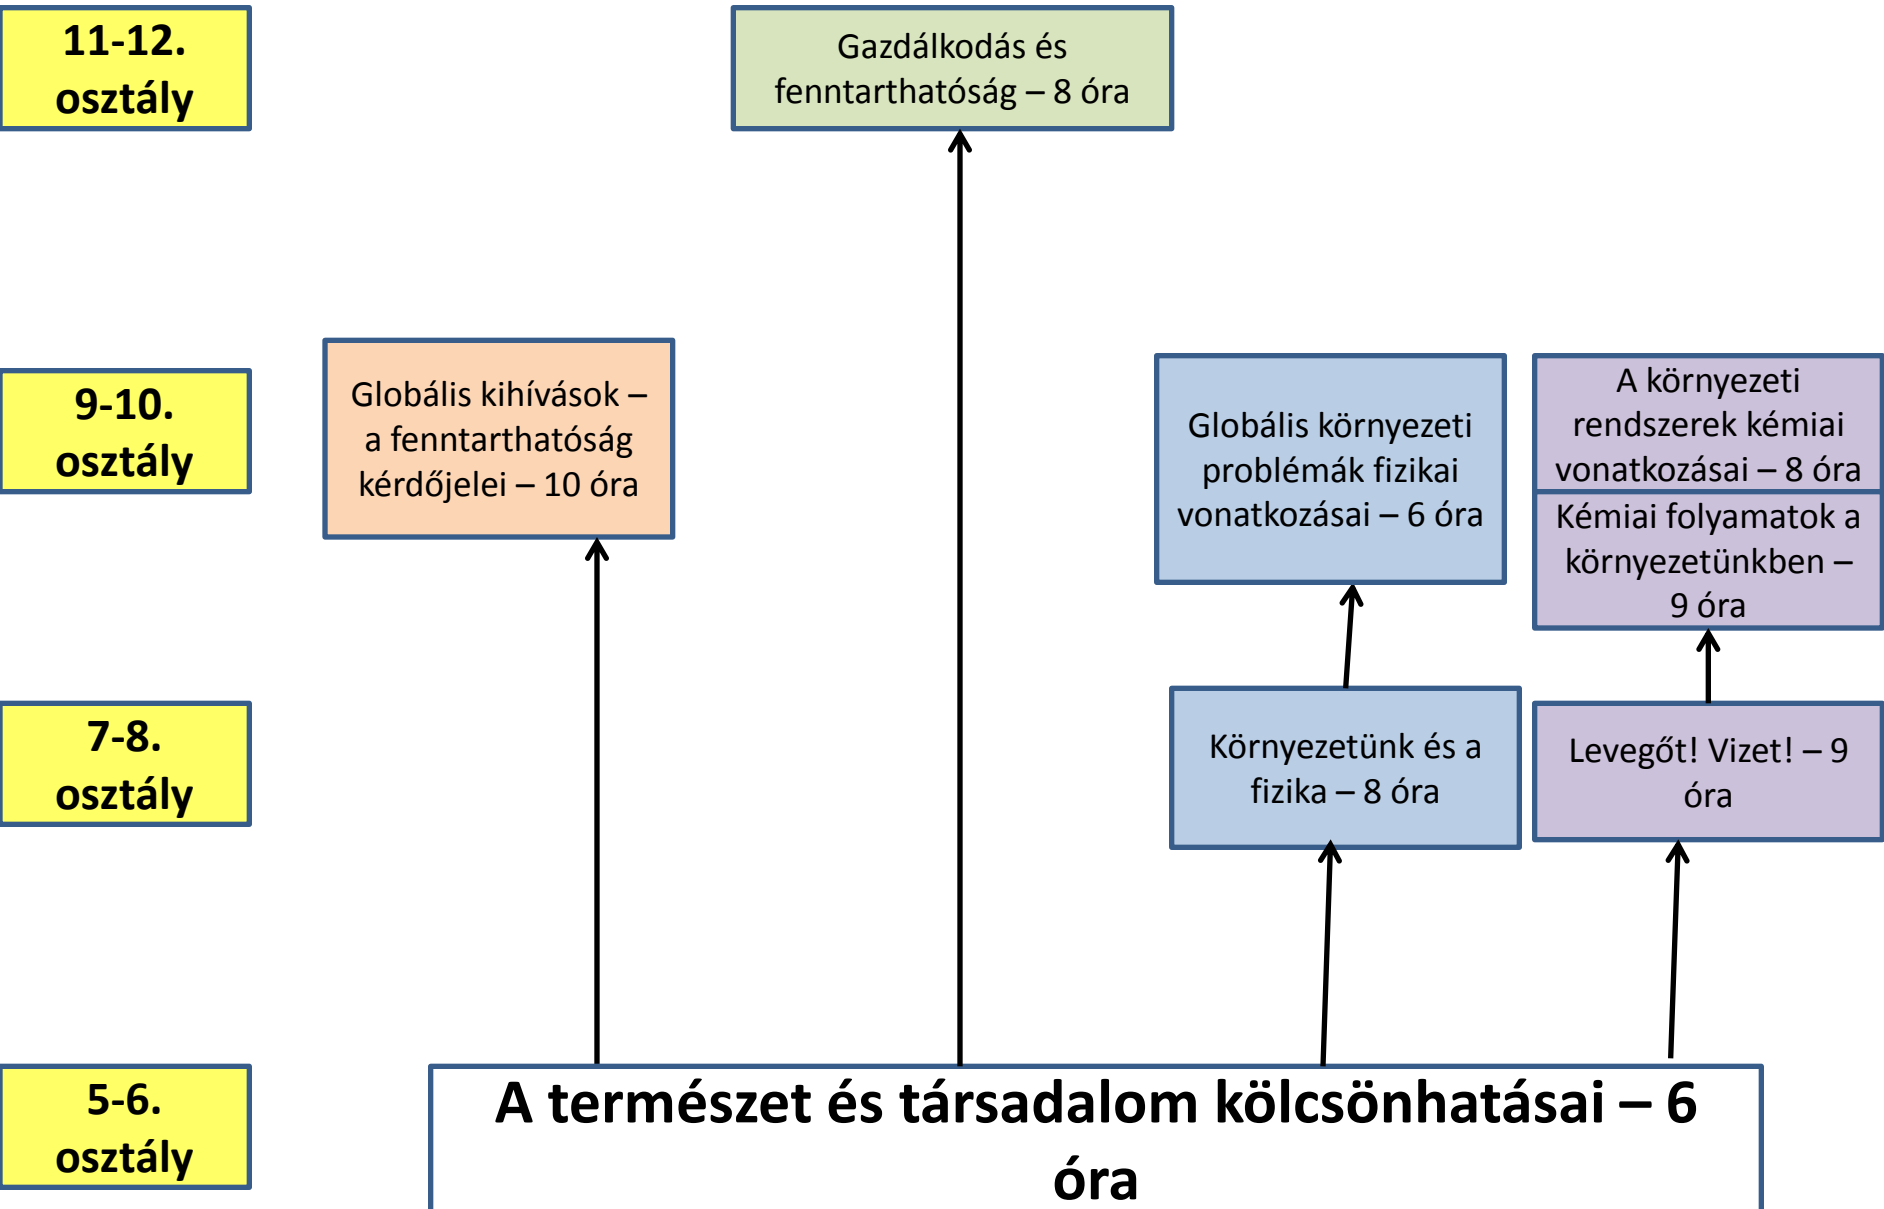 11-12.
osztály
Gazdálkodás és
fenntarthatóság – 8 óra
9-10.
osztály
Globális kihívások –
a fenntarthatóság
kérdőjelei – 10 óra
Globális környezeti
problémák fizikai
vonatkozásai – 6 óra
A környezeti
rendszerek kémiai
vonatkozásai – 8 óra
Kémiai folyamatok a
környezetünkben –
9 óra
7-8.
osztály
Környezetünk és a
fizika – 8 óra
Levegőt! Vizet! – 9
óra
5-6.
osztály
A természet és társadalom kölcsönhatásai – 6
óra